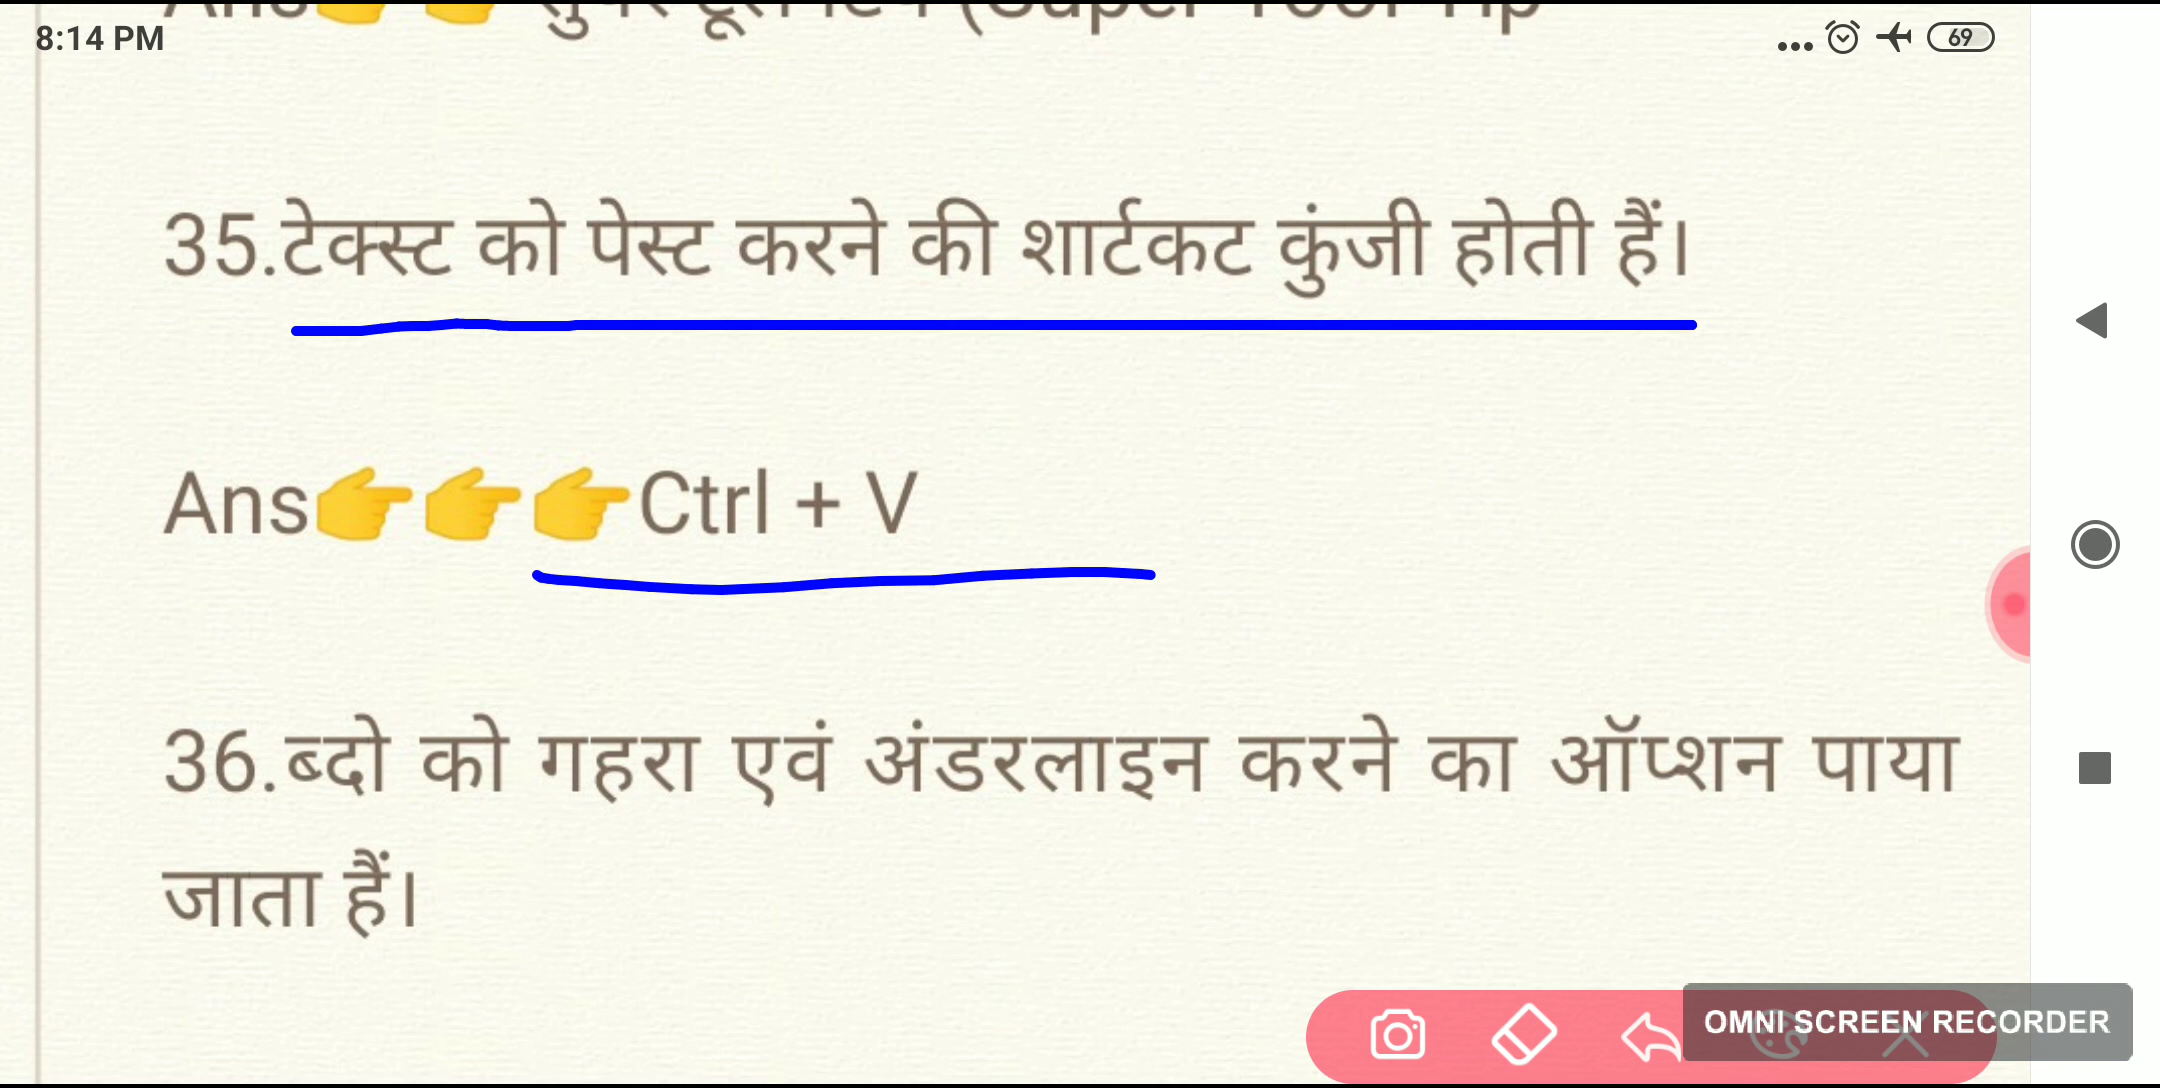 8:14 PM
69
35.टेक्स्ट को पेस्ट करने की शार्टकट कुंजी होती हैं।
Ans👉👉👉Ctrl + V
36.ब्दो को गहरा एवं अंडरलाइन करने का ऑप्शन पाया
जाता हैं।
OMNI SCREEN RECORDER